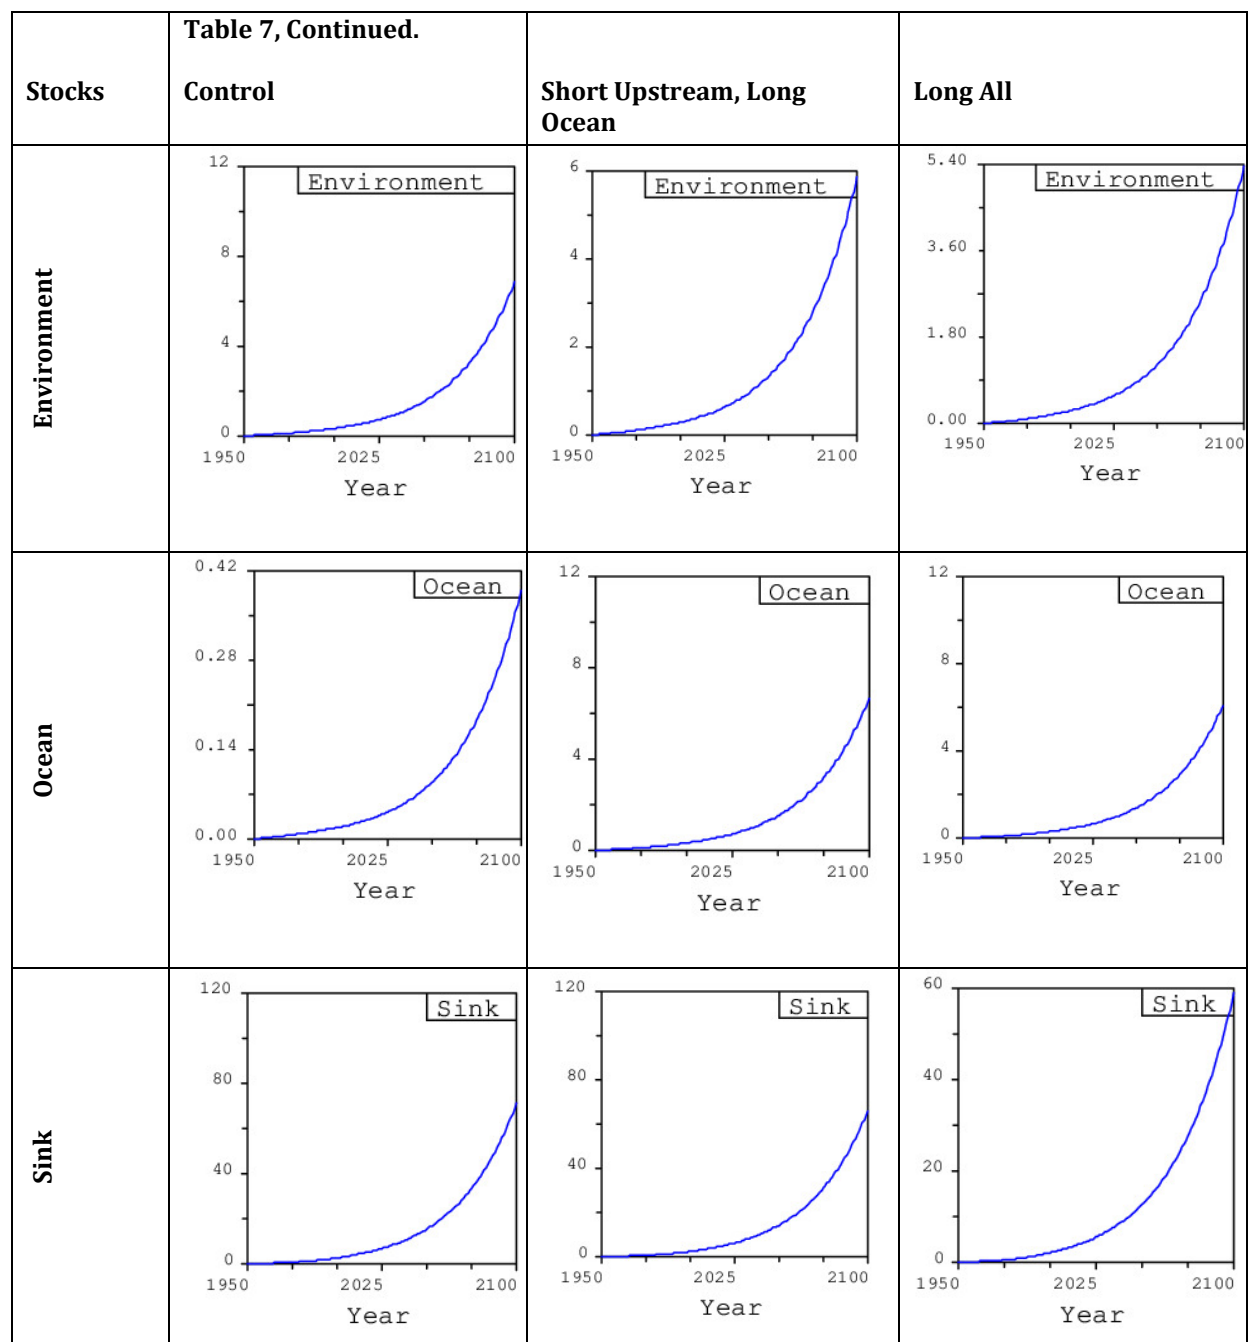 Table 7, Continued.
Stocks
Control
Short Upstream, Long
Ocean
Long All
Environment
12
8
4
0
Environment
1950
2025
2100
Year
6
4
2
0
Environment
1950
2025
2100
Year
5.40
3.60
1.80
0.00
Environment
1950
2025
2100
Year
Ocean
0.42
0.28
0.14
0.00
Ocean
1950
2025
2100
Year
12
8
4
0
Ocean
1950
2025
2100
Year
12
8
4
0
Ocean
1950
2025
2100
Year
Sink
120
80
40
0
Sink
1950
2025
2100
Year
120
80
40
0
Sink
1950
2025
2100
Year
60
40
20
0
Sink
1950
2025
2100
Year